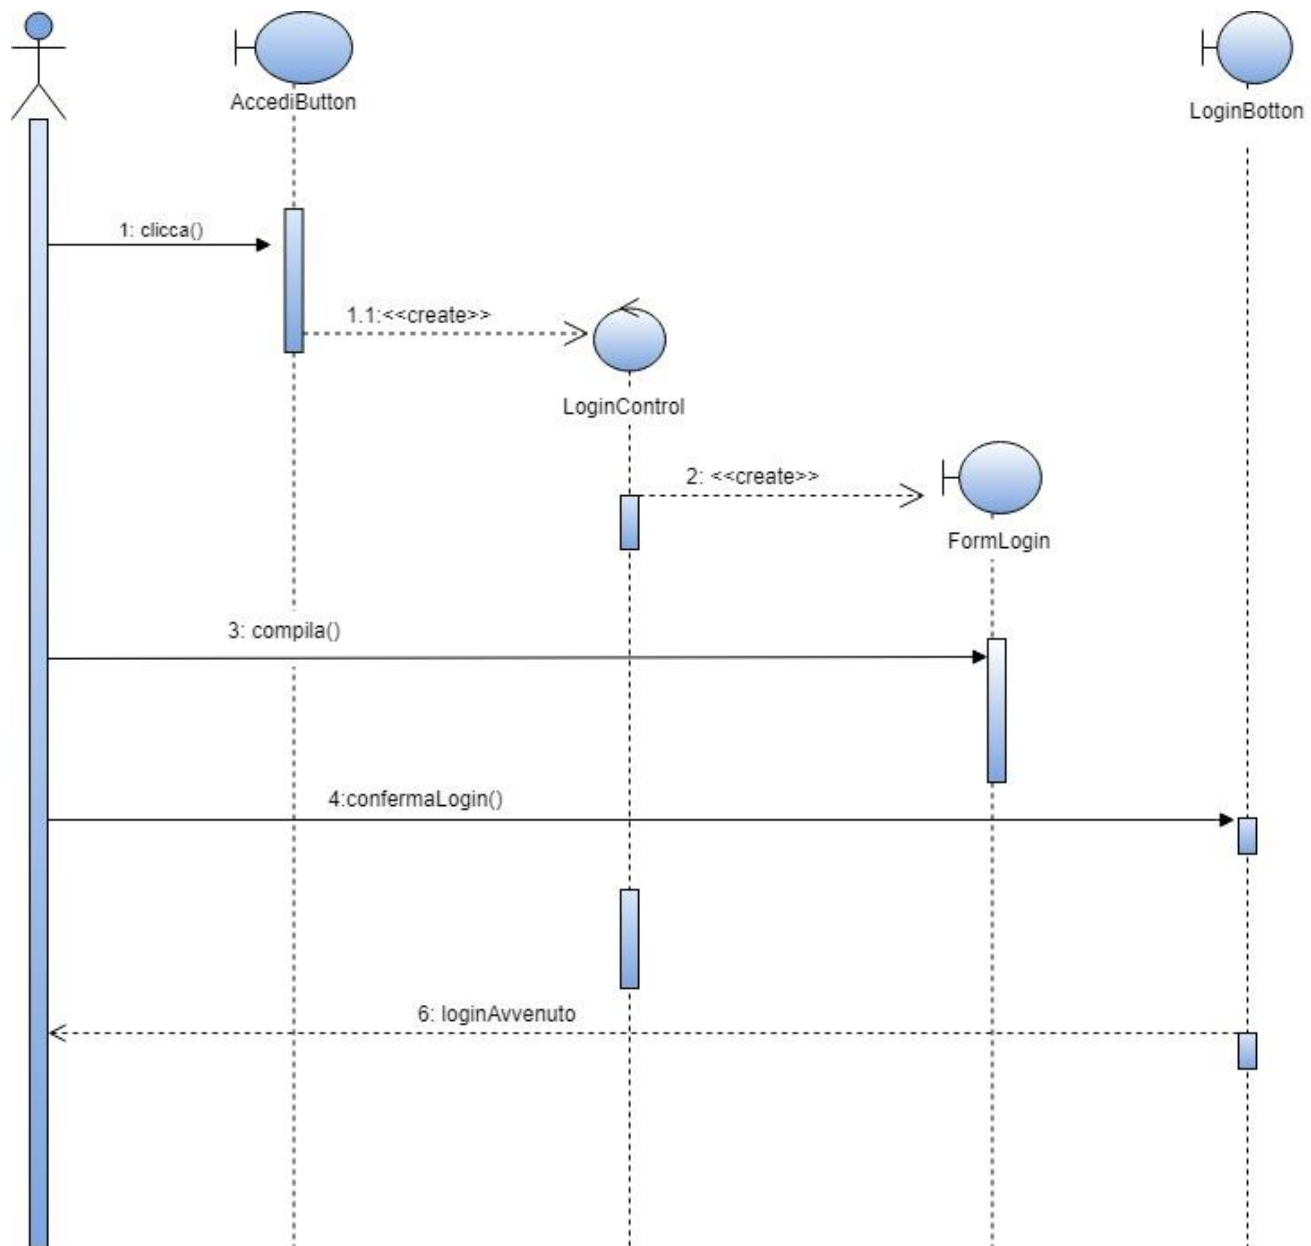 AccediButton
LoginBotton
1: clicca()
1.1:<<create>>
LoginControl
2: <<create>>
FormLogin
3: compila()
4:confermaLogin()
6: loginAvvenuto